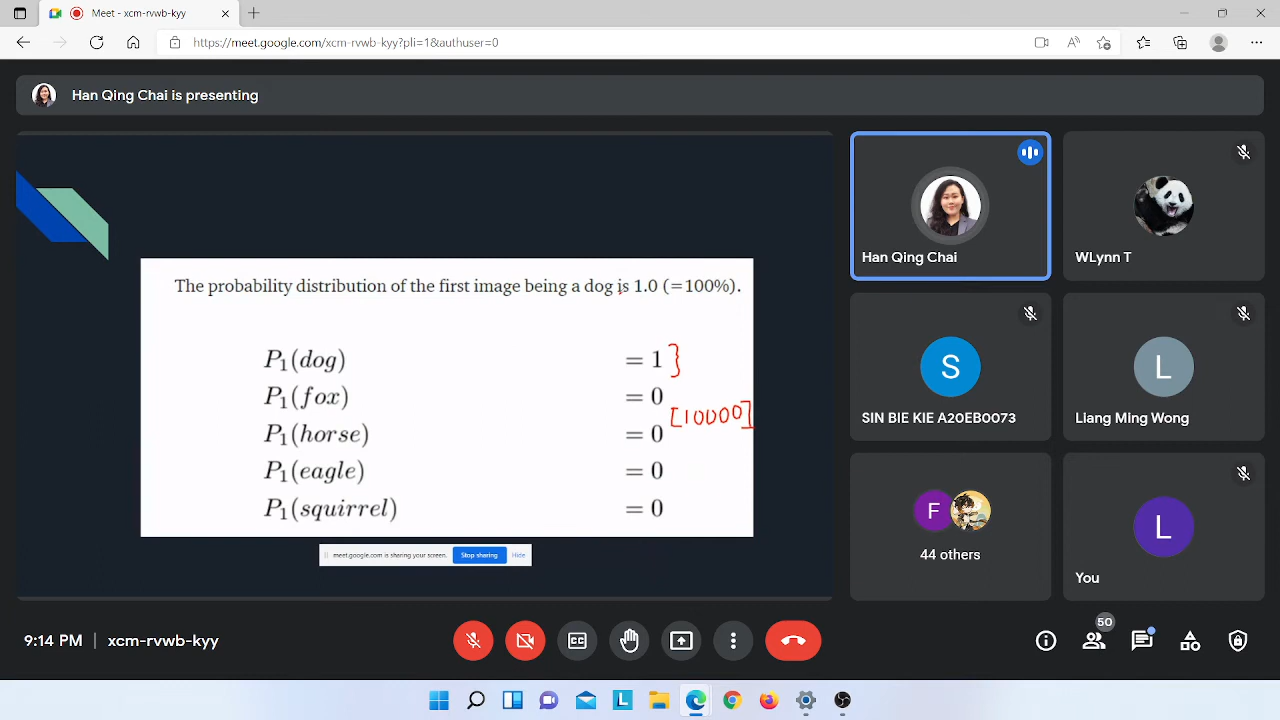 Meet - xcm-rvwb-kyy
https://meet.google.com/xcm-rvwb-kyy?pli=1&authuser=0
Han Qing Chai is presenting
The probability distribution of the first image being a dog is 1.0 (=100%).
P1(dog) = 1 }
P1(fox) = 0
[10000]
P1(horse) = 0
P1(eagle) = 0
P1(squirrel) = 0
meet.google.com is sharing your screen. Stop sharing Hide
Han Qing Chai
WLynn T
S
SIN BIE KIE A20EB0073
L
Liang Ming Wong
F
44 others
L
You
9:14 PM | xcm-rvwb-kyy
CC
50
L